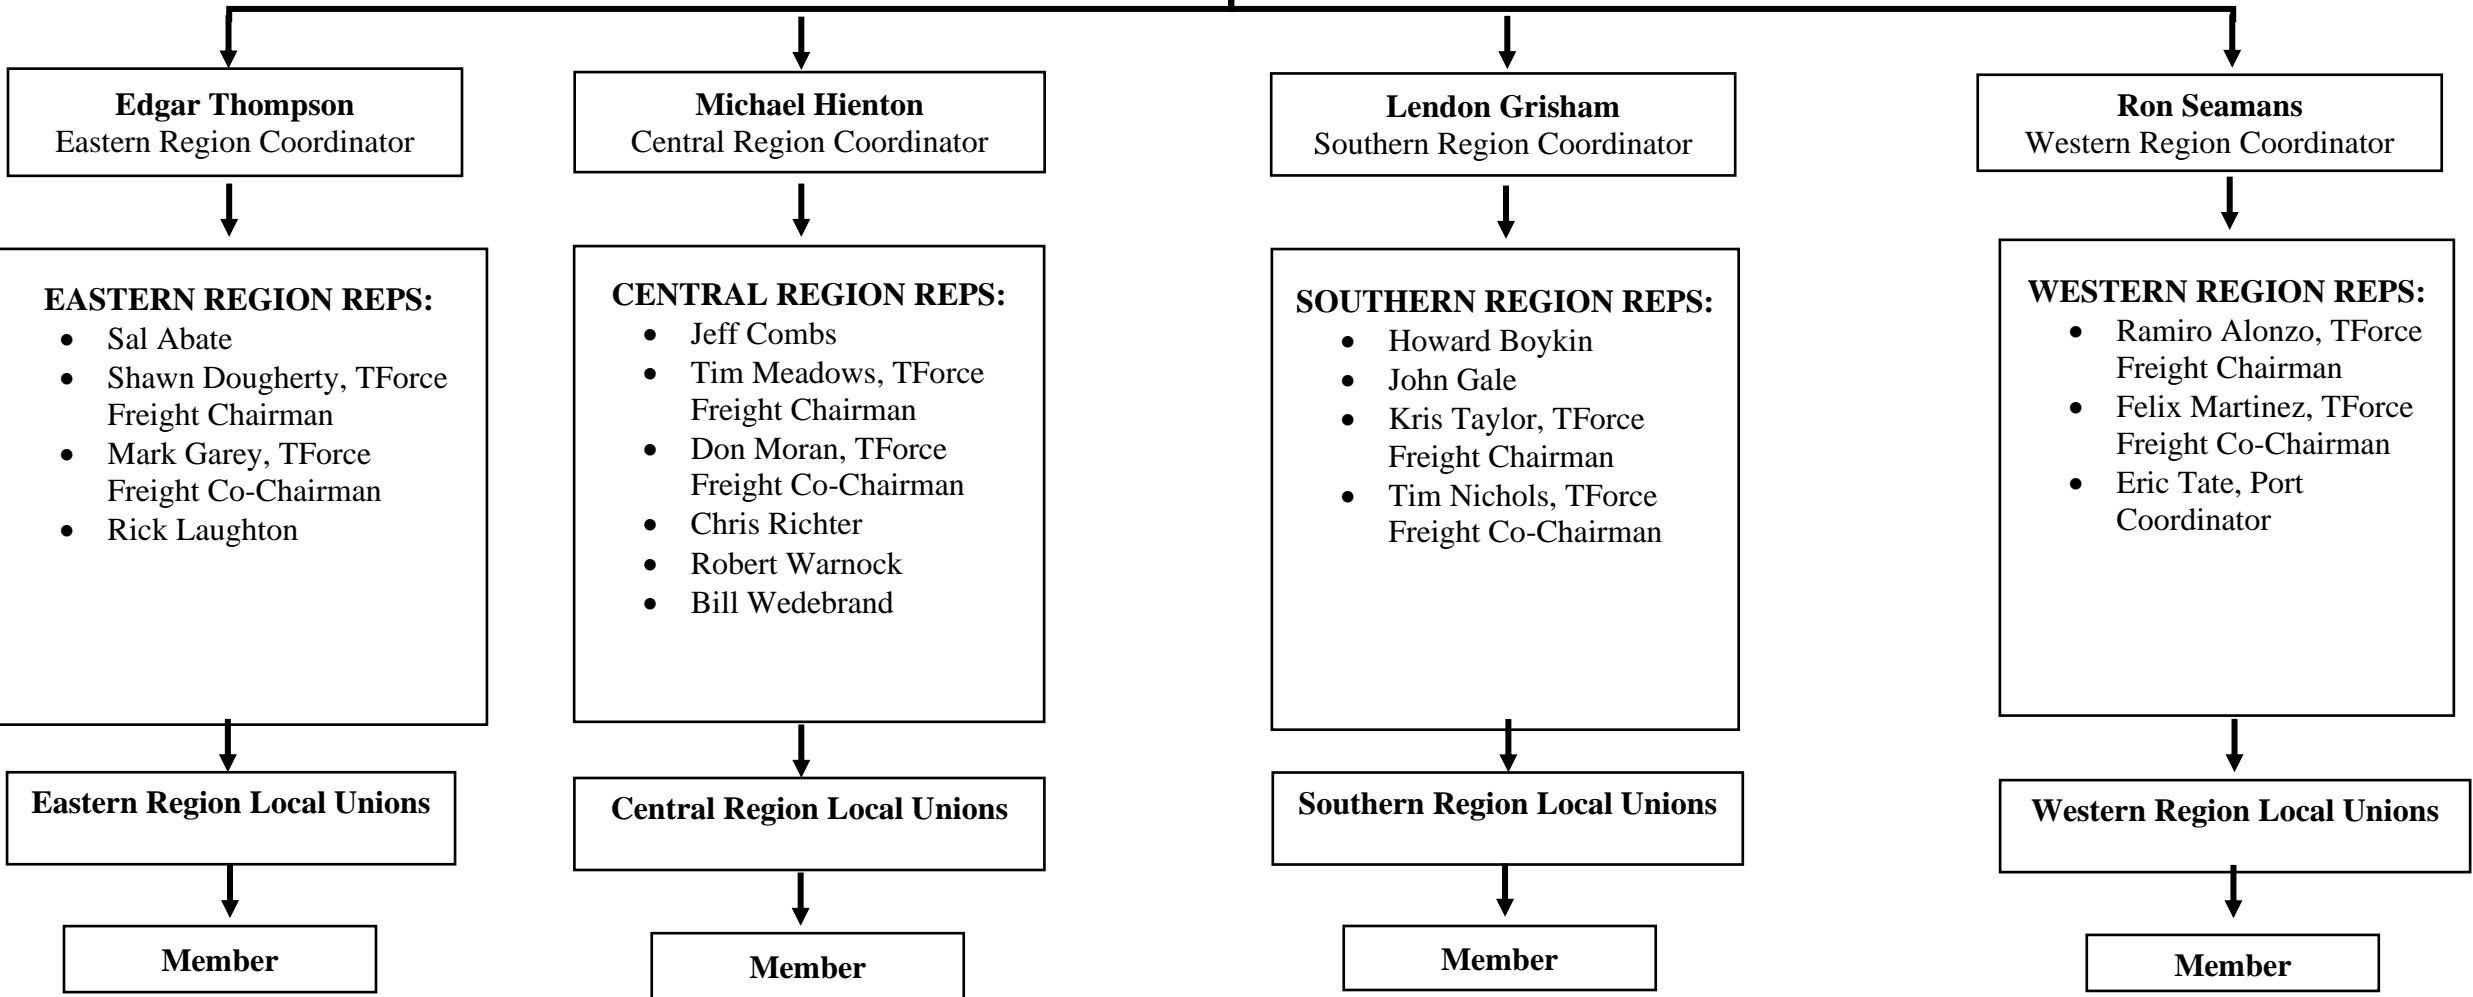 Edgar Thompson
Eastern Region Coordinator
Michael Hienton
Central Region Coordinator
Lendon Grisham
Southern Region Coordinator
Ron Seamans
Western Region Coordinator
EASTERN REGION REPS:
• Sal Abate
• Shawn Dougherty, TForce
Freight Chairman
• Mark Garey, TForce
Freight Co-Chairman
• Rick Laughton
CENTRAL REGION REPS:
• Jeff Combs
• Tim Meadows, TForce
Freight Chairman
• Don Moran, TForce
Freight Co-Chairman
• Chris Richter
• Robert Warnock
• Bill Wedebrand
SOUTHERN REGION REPS:
• Howard Boykin
• John Gale
• Kris Taylor, TForce
Freight Chairman
• Tim Nichols, TForce
Freight Co-Chairman
WESTERN REGION REPS:
• Ramiro Alonzo, TForce
Freight Chairman
• Felix Martinez, TForce
Freight Co-Chairman
• Eric Tate, Port
Coordinator
Eastern Region Local Unions
Central Region Local Unions
Southern Region Local Unions
Western Region Local Unions
Member
Member
Member
Member